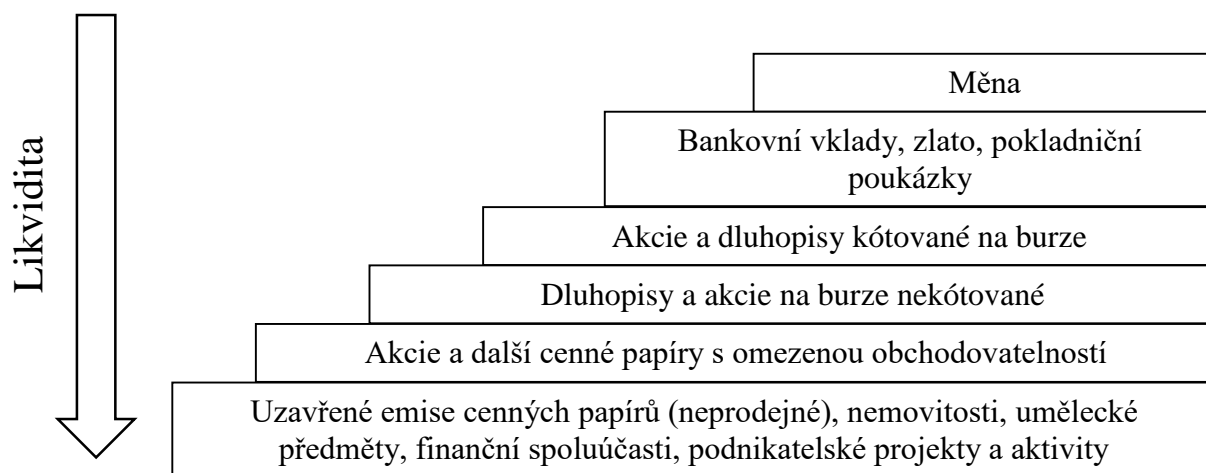 Likvidita
Měna
Bankovní vklady, zlato, pokladniční
poukázky
Akcie a dluhopisy kótované na burze
Dluhopisy a akcie na burze nekótované
Akcie a další cenné papíry s omezenou obchodovatelností
Uzavřené emise cenných papírů (neprodejné), nemovitosti, umělecké
předměty, finanční spoluúčasti, podnikatelské projekty a aktivity